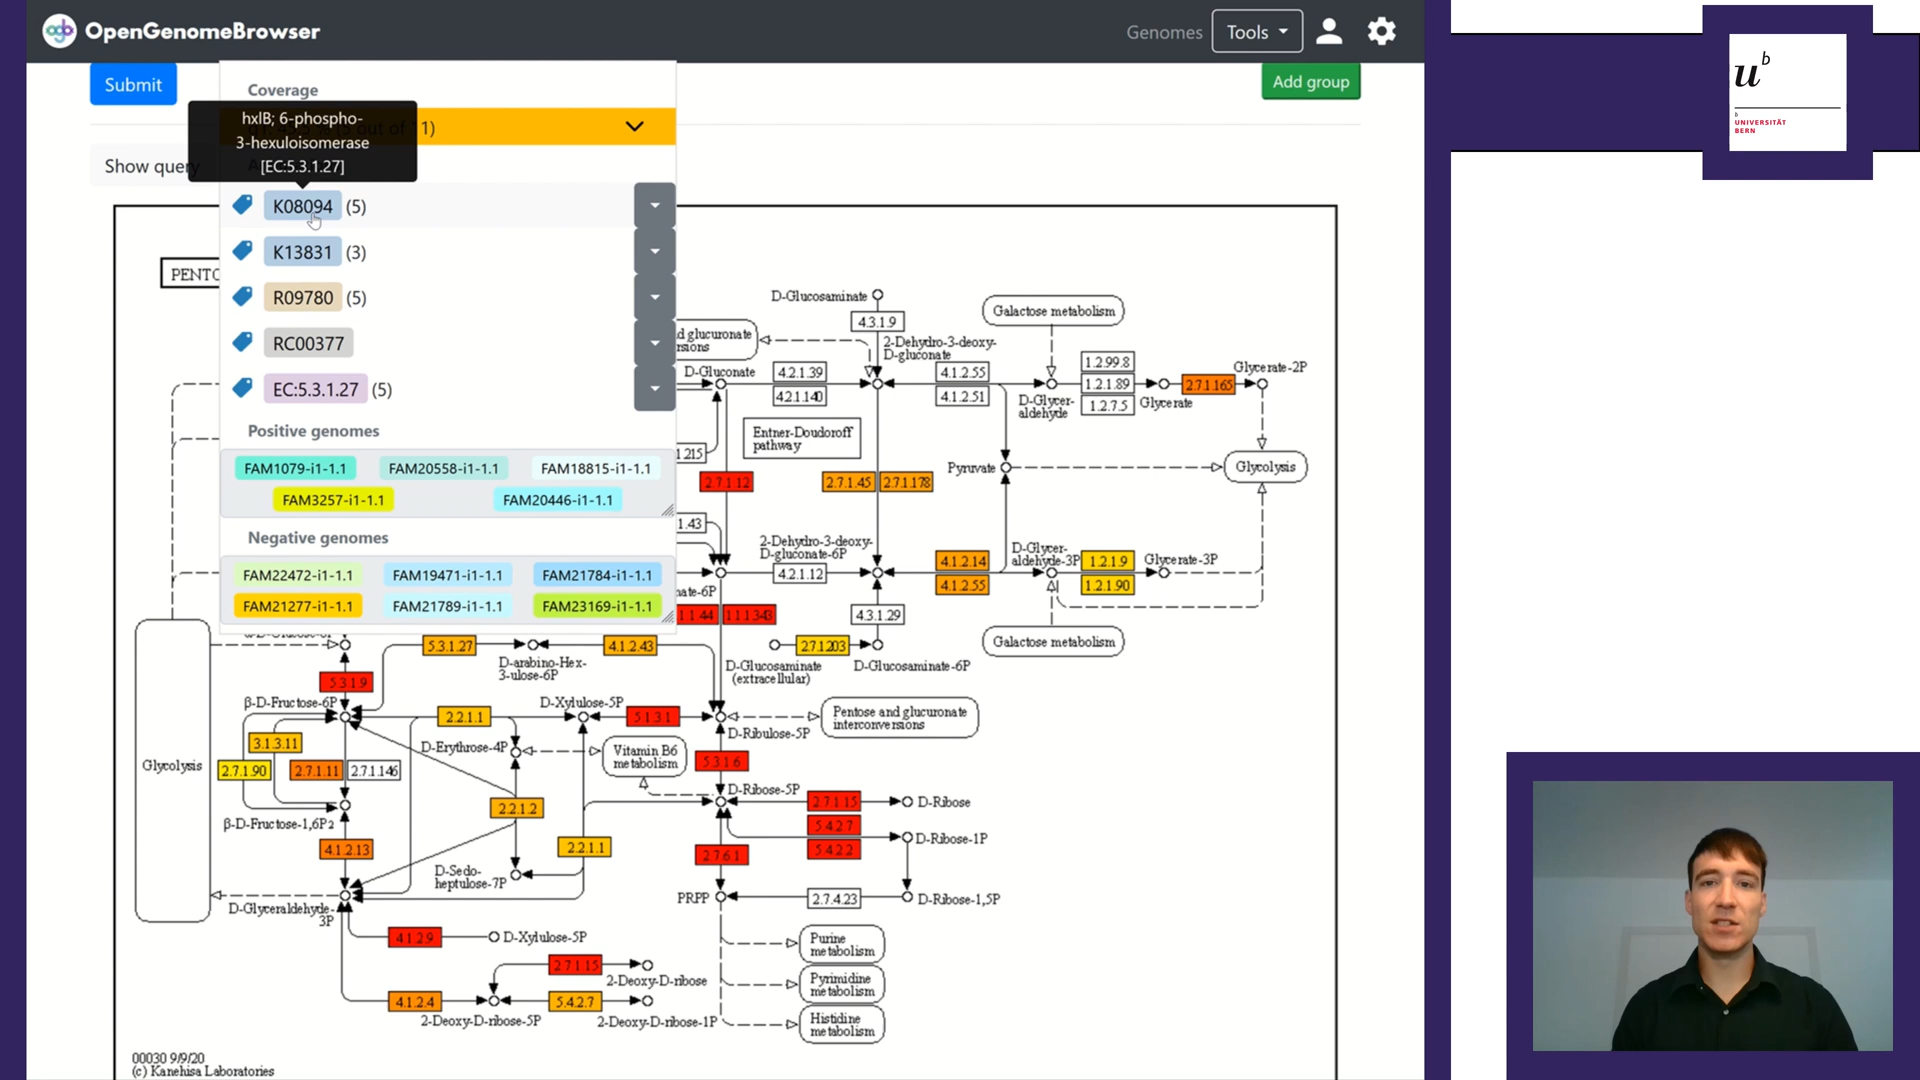 OpenGenomeBrowser
Genomes
Tools
Submit
Coverage
Add group
hxlB; 6-phospho-
3-hexuloisomerase
[EC:5.3.1.27]
out of 11)
Show query
K08094 (5)
K13831 (3)
R09780 (5)
RC00377
EC:5.3.1.27 (5)
Positive genomes
FAM1079-i1-1.1
FAM20558-i1-1.1
FAM18815-i1-1.1
FAM3257-i1-1.1
FAM20446-i1-1.1
Negative genomes
FAM22472-i1-1.1
FAM19471-i1-1.1
FAM21784-i1-1.1
FAM21277-i1-1.1
FAM21789-i1-1.1
FAM23169-i1-1.1
PENTO
D-Glucosaminate
4.3.1.9
2-Dehydro-3-deoxy-
D-gluconate
Galactose metabolism
D-Gluconate
4.2.1.39
4.2.1.140
4.2.1.55
4.2.1.51
D-Glycer-
aldehyde
1.2.99.8
1.2.1.89
1.2.7.5
Glycerate
2.7.1.165
Glycerate-2P
Entner-Doudoroff
pathway
2.7.1.12
2.7.1.45
2.7.1.178
Pyruvate
Glycolysis
1.43
2-Dehydro-3-deoxy-
D-gluconate-6P
4.2.1.12
4.1.2.14
4.1.2.55
D-Glycer-
aldehyde-3P
1.2.1.9
1.2.1.90
Glycerate-3P
1.1.1.343
4.3.1.29
2.7.1.203
D-Glucosaminate
(extracellular)
D-Glucosaminate-6P
Galactose metabolism
5.3.1.27
D-arabino-Hex-
3-ulose-6P
4.1.2.43
5.3.1.9
β-D-Fructose-6P
2.2.1.1
D-Xylulose-5P
5.1.3.1
D-Ribulose-5P
Pentose and glucuronate
interconversions
3.1.3.11
D-Erythrose-4P
Vitamin B6
metabolism
5.3.1.6
Glycolysis
2.7.1.90
2.7.1.11
2.7.1.146
D-Ribose-5P
2.2.1.2
2.7.1.15
D-Ribose
β-D-Fructose-1,6P2
5.4.2.7
D-Ribose-1P
4.1.2.13
2.2.1.1
2.7.6.1
5.4.2.2
D-Sedo-
heptulose-7P
PRPP
2.7.4.23
D-Ribose-1,5P
D-Glyceraldehyde-
3P
4.1.2.9
D-Xylulose-5P
Purine
metabolism
2.7.1.15
2-Deoxy-D-ribose
Pyrimidine
metabolism
4.1.2.4
5.4.2.7
2-Deoxy-D-ribose-5P
2-Deoxy-D-ribose-1P
Histidine
metabolism
00030 9/9/20
(c) Kanehisa Laboratories
u b
b
UNIVERSITÄT
BERN